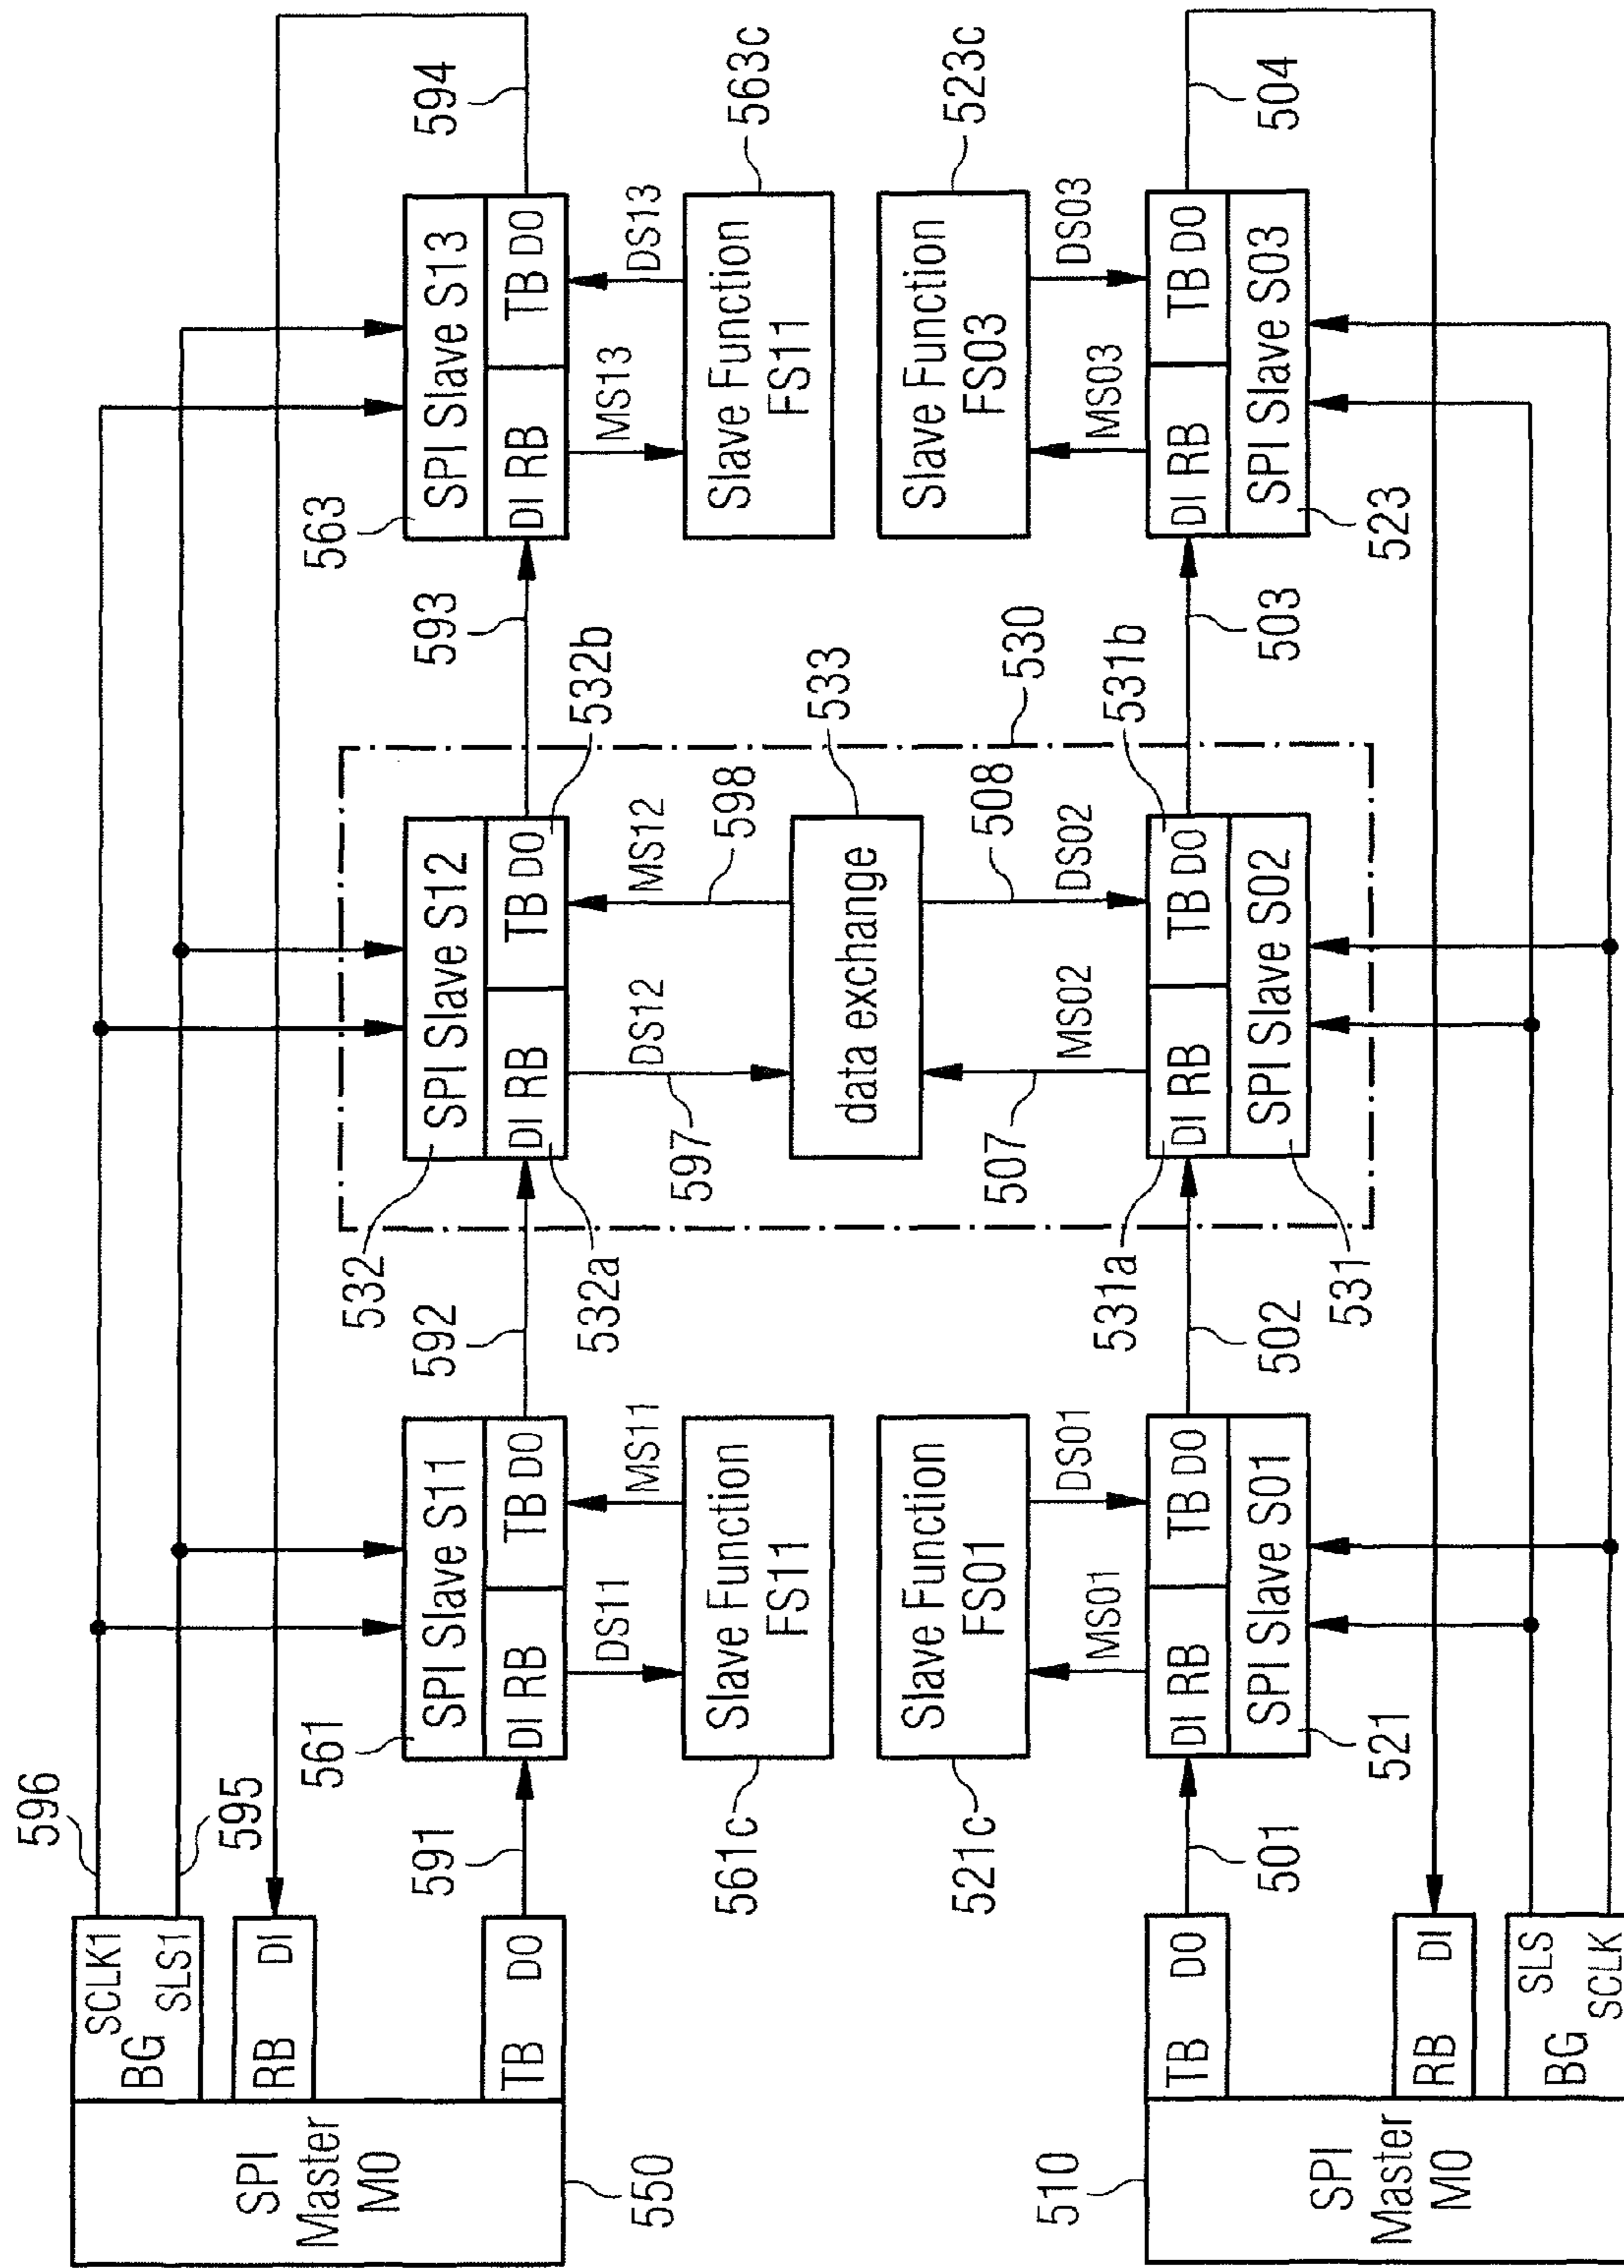 596
SCLK1
BG
SLS1
595
RB DI
SPI
Master
M0
TB DO
550
591
561
SPI Slave S11
DI RB
TB DO
DS11
MS11
Slave Function
FS11
561c
592
532
SPI Slave S12
DI RB
TB DO
532a
532b
DS12
MS12
597
598
data exchange
533
530
593
563
SPI Slave S13
DI RB
TB DO
MS13
DS13
Slave Function
FS11
563c
594
521c
Slave Function
FS01
MS01
DS01
DI RB
TB DO
SPI Slave S01
521
501
502
507
508
MS02
DS02
531a
531b
DI RB
TB DO
SPI Slave S02
531
503
523c
Slave Function
FS03
MS03
DS03
DI RB
TB DO
SPI Slave S03
523
504
510
SPI
Master
M0
TB DO
RB DI
SLS
BG
SCLK